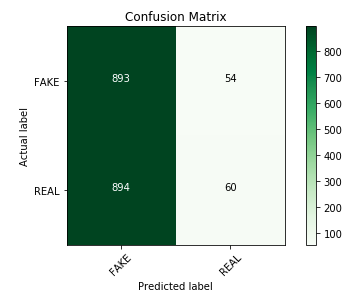 Confusion Matrix
FAKE 893 54
REAL 894 60
Actual label
FAKE REAL
Predicted label
800
700
600
500
400
300
200
100